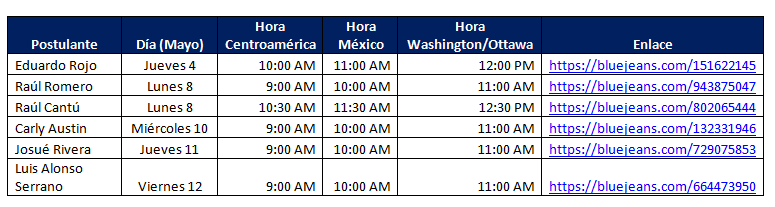 Postulante Día (Mayo) Hora Centroamérica Hora México Hora Washington/Ottawa Enlace
Eduardo Rojo Jueves 4 10:00 AM 11:00 AM 12:00 PM https://bluejeans.com/151622145
Raúl Romero Lunes 8 9:00 AM 10:00 AM 11:00 AM https://bluejeans.com/943875047
Raúl Cantú Lunes 8 10:30 AM 11:30 AM 12:30 PM https://bluejeans.com/802065444
Carly Austin Miércoles 10 9:00 AM 10:00 AM 11:00 AM https://bluejeans.com/132331946
Josué Rivera Jueves 11 9:00 AM 10:00 AM 11:00 AM https://bluejeans.com/729075853
Luis Alonso
Serrano Viernes 12 9:00 AM 10:00 AM 11:00 AM https://bluejeans.com/664473950